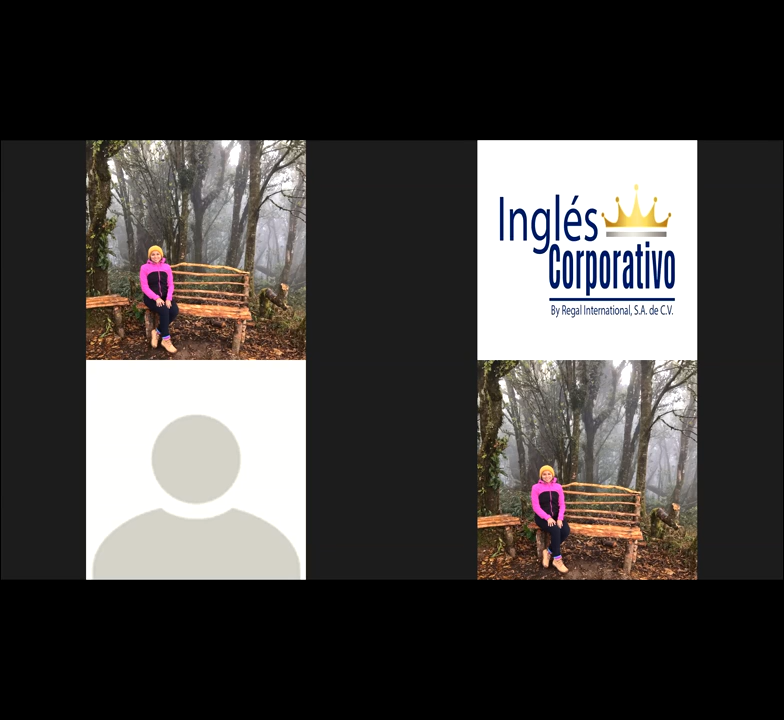 Inglés
Corporativo
By Regal International, S.A. de C.V.